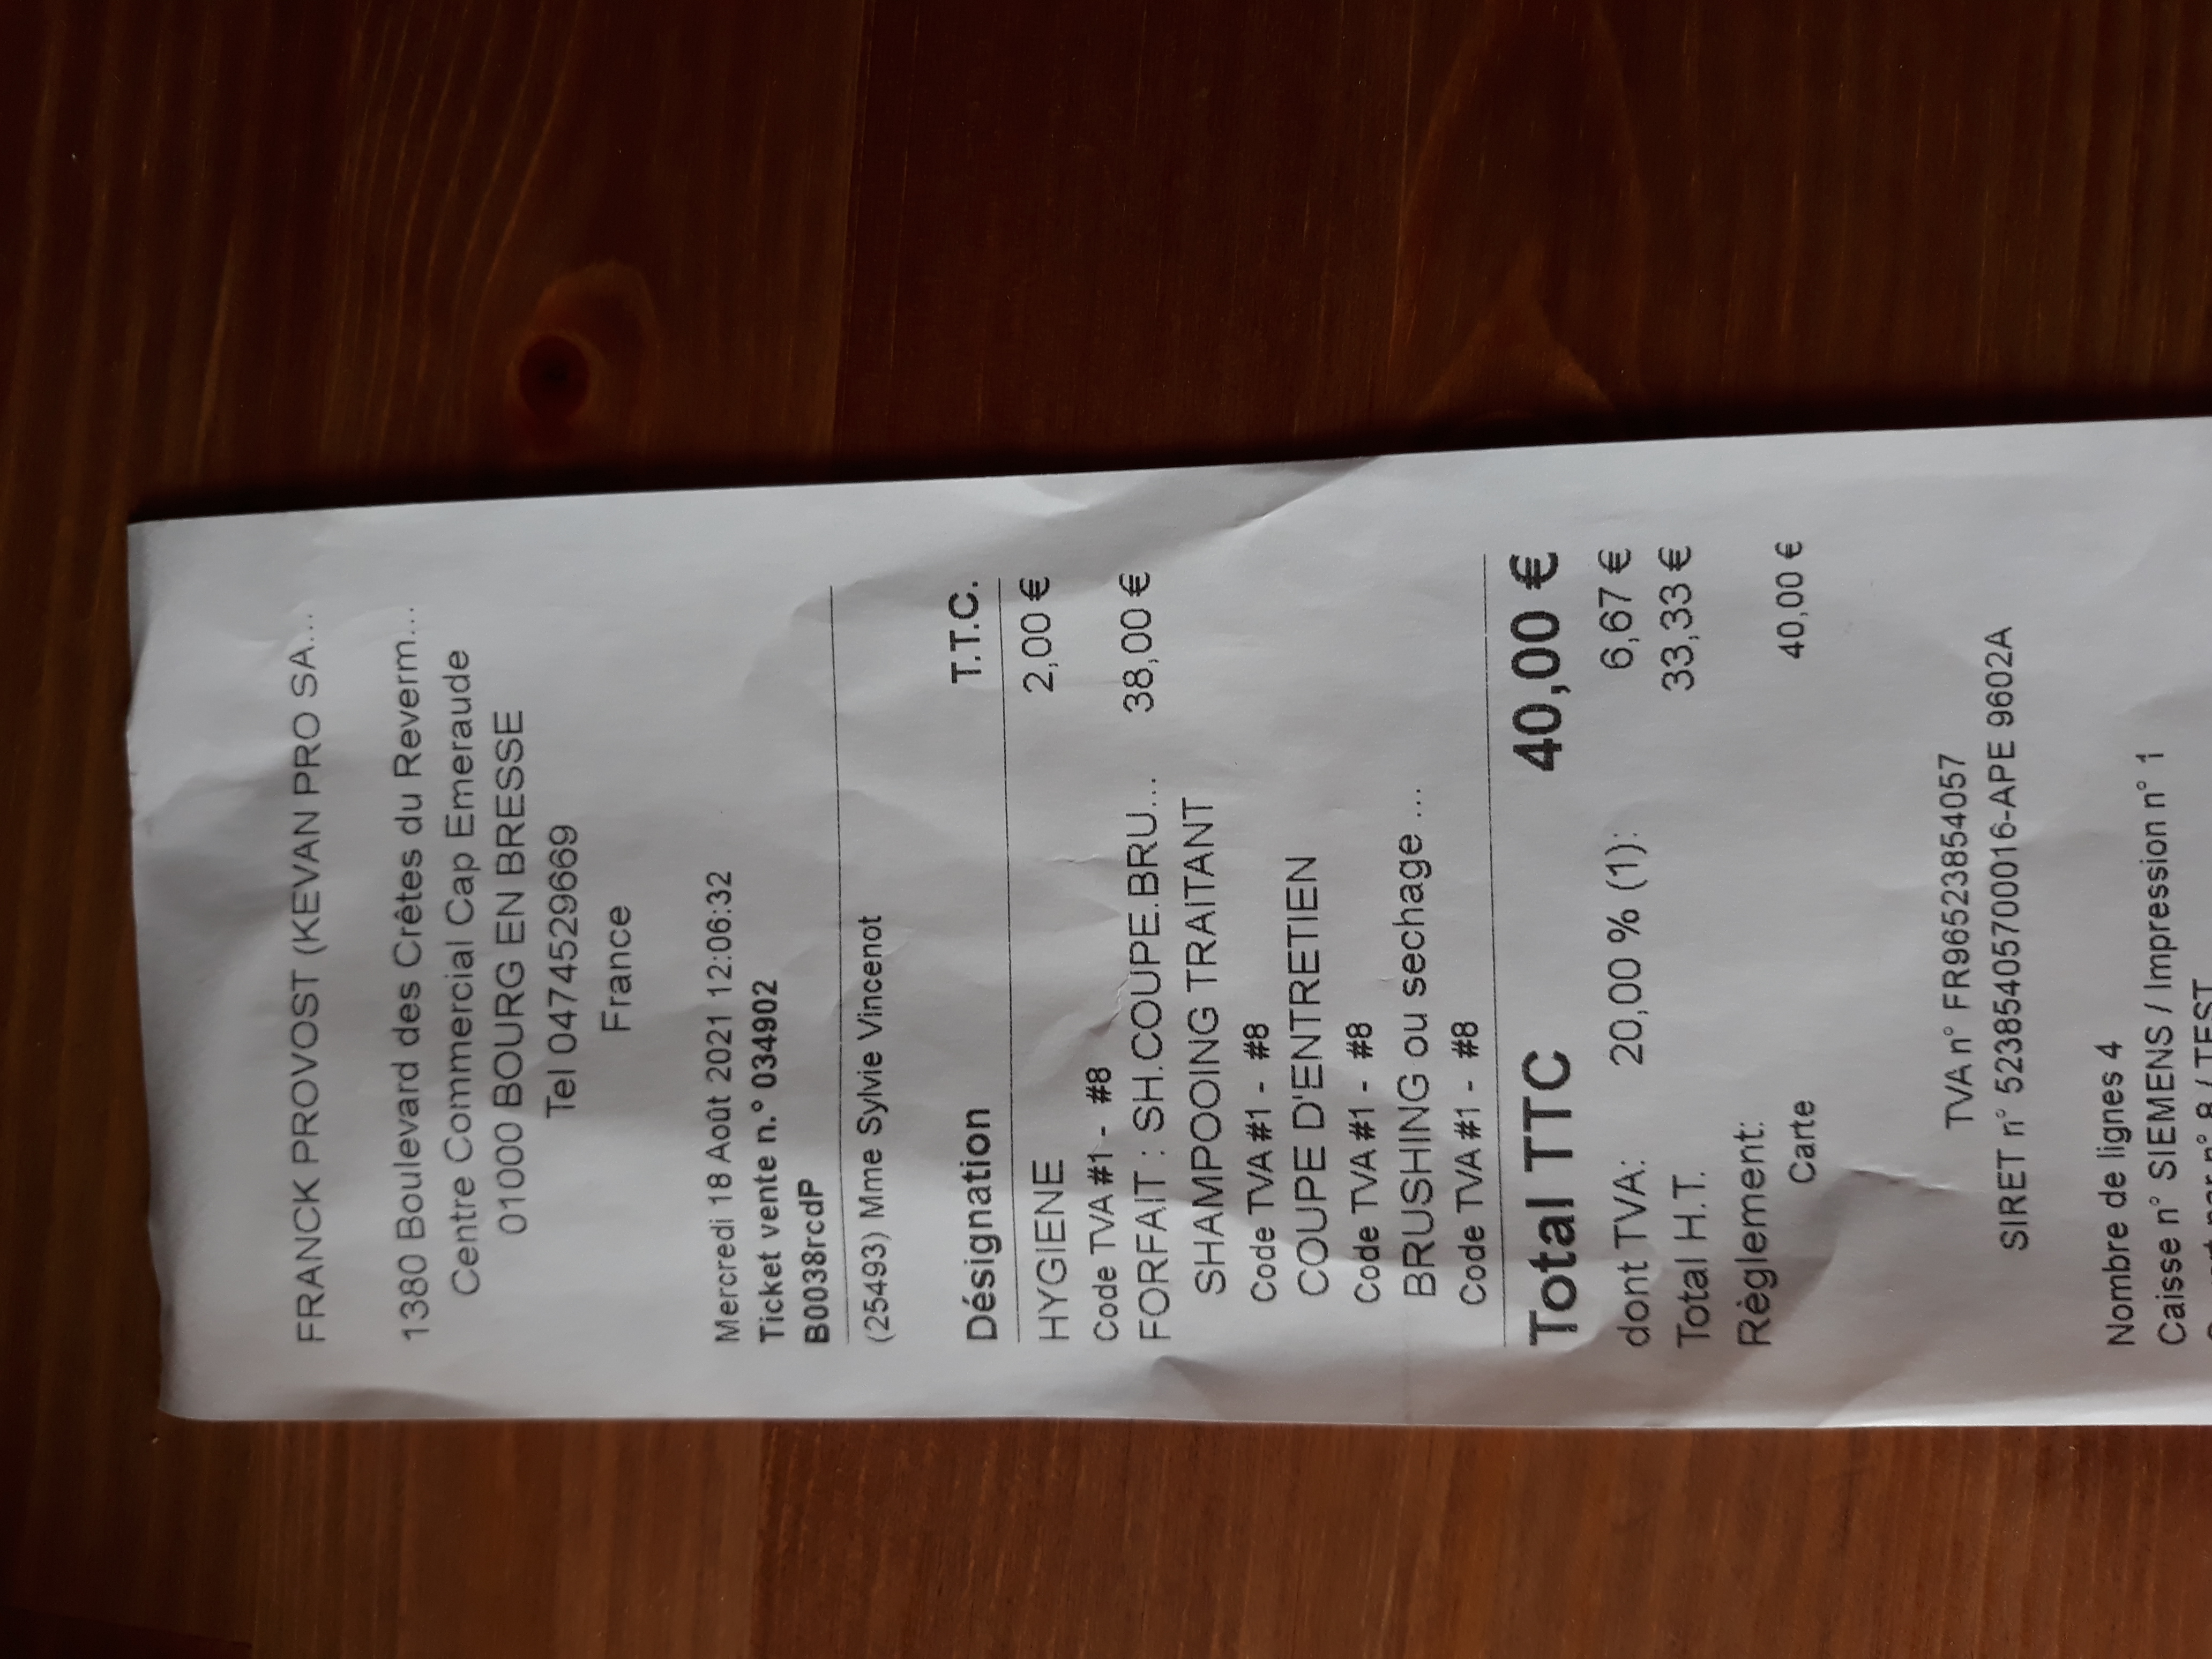 FRANCK PROVOST (KEVAN PRO SA...
1380 Boulevard des Crêtes du Reverm...
Centre Commercial Cap Emeraude
01000 BOURG EN BRESSE
Tel 0474529669
France
Mercredi 18 Août 2021 12:06:32
Ticket vente n.° 034902
B0038rcdP
(25493) Mme Sylvie Vincenot
Désignation T.T.C.
HYGIENE 2,00 €
Code TVA #1 - #8
FORFAIT : SH.COUPE.BRU... 38,00 €
SHAMPOOING TRAITANT
Code TVA #1 - #8
COUPE D'ENTRETIEN
Code TVA #1 - #8
BRUSHING ou sechage ...
Code TVA #1 - #8
Total TTC 40,00 €
dont TVA: 20,00 % (1): 6,67 €
Total H.T. 33,33 €
Règlement:
Carte 40,00 €
TVA n° FR96523854057
SIRET n° 52385405700016-APE 9602A
Nombre de lignes 4
Caisse n° SIEMENS / Impression n° 1
n° 8 / TEST